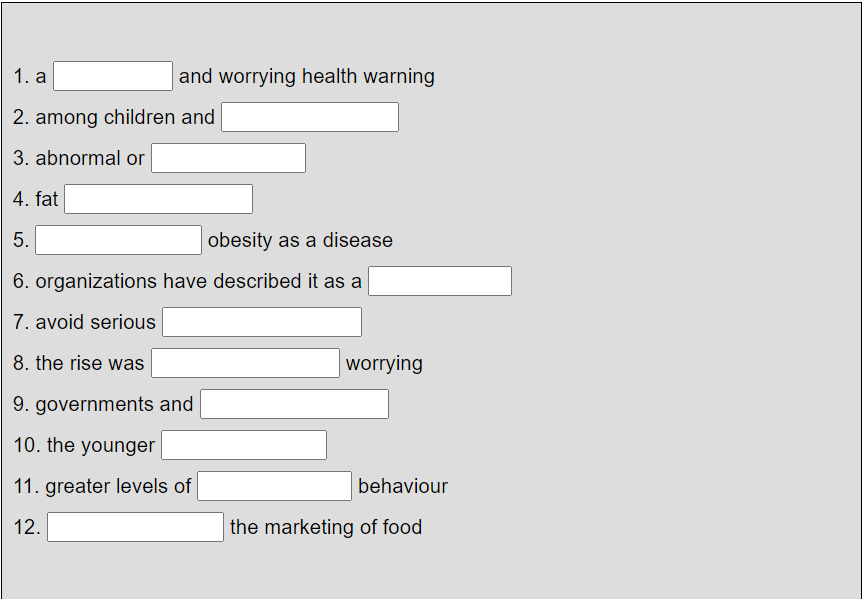 1. a and worrying health warning
2. among children and
3. abnormal or
4. fat
5. obesity as a disease
6. organizations have described it as a
7. avoid serious
8. the rise was worrying
9. governments and
10. the younger
11. greater levels of behaviour
12. the marketing of food